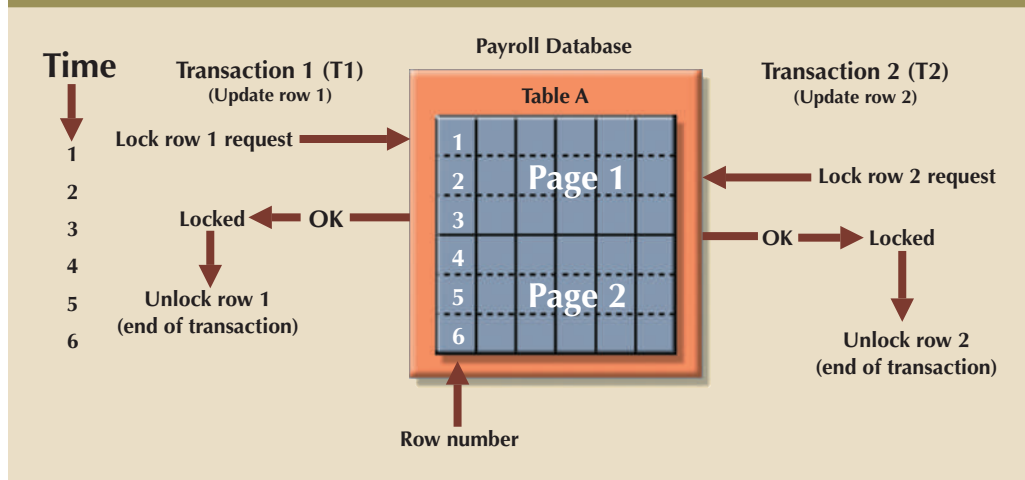 Payroll Database
Time
Transaction 1 (T1)
(Update row 1)
Transaction 2 (T2)
(Update row 2)
Table A
Lock row 1 request
1
2
3
4
5
6
1
2
3
4
5
6
Page 1
Page 2
Lock row 2 request
Locked
OK
OK
Locked
Unlock row 1
(end of transaction)
Unlock row 2
(end of transaction)
Row number